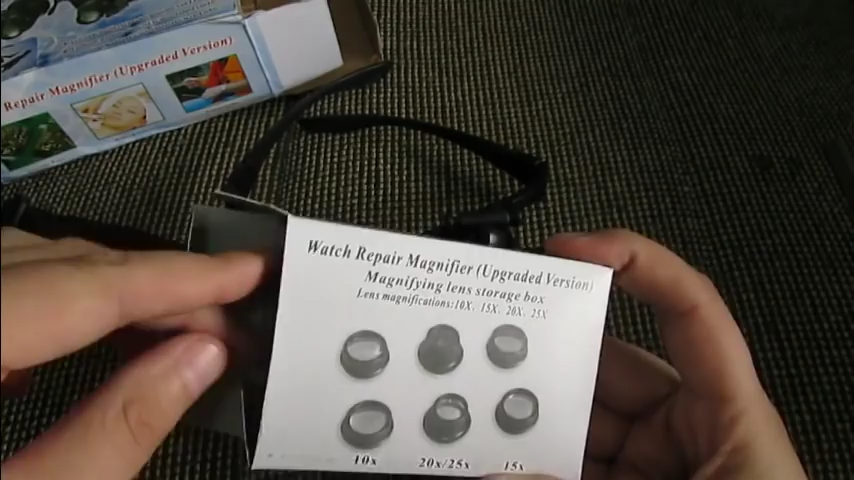 Repair Magnifier (Upgraded Version)
Watch Repair Magnifier (Upgraded Version)
Magnifying lens storage box
Lens magnifications:10X, 15X, 20X, 25X
10x 20x/25x 15x